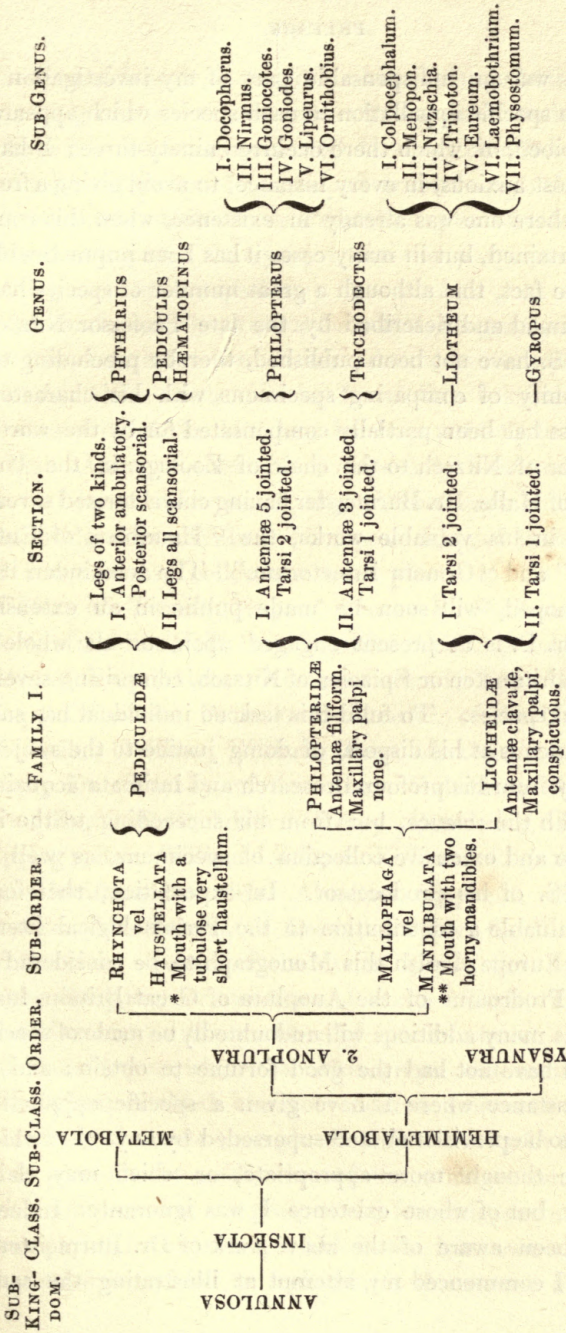 SUB-
KING-
DOM.
CLASS.
SUB-CLASS.
ORDER.
SUB-ORDER.
FAMILY I.
SECTION.
GENUS.
SUB-GENUS.
ANNULOSA
INSECTA
METABOLA
HEMIMETABOLA
2. ANOPLURA
YSANURA
RHYNCHOTA
vel
HAUSTELLATA
* Mouth with
tubulose very
short haustellum
MALLOPHAGA
vel
MANDIBULATA
** Mouth with two
horny mandibles.
PEDICULIDÆ
PHILOPTERIDÆ
Antennæ filiform.
Maxillary palpi
none.
LIOTHEIDÆ
Antennæ clavate,
Maxillary palpi
conspicuous.
I. Legs of two kinds.
Anterior ambulatory.
Posterior scansorial.
II Legs all scansorial.
I. Antennæ 5 jointed.
Tarsi 2 jointed.
II. Antennæ 3 jointed.
Tarsi 1 jointed.
I. Tarsi 2 jointed.
II Tarsi 1 jointed
PHTHIRIUS
PEDICULUS
HÆMATOPINUS
PHILOPTERUS
TRICHODECTES
LIOTHEUM
GYROPUS
I. Docophorus.
II. Nirmus.
III. Goniocotes.
IV. Goniodes.
V. Lipeurus.
VI. Ornithobius.
I. Colpocephalum.
II. Menopon.
III. Nitzschia.
IV. Trinoton.
V. Eureum.
VI. Læmobothrium.
VII. Physostomum.